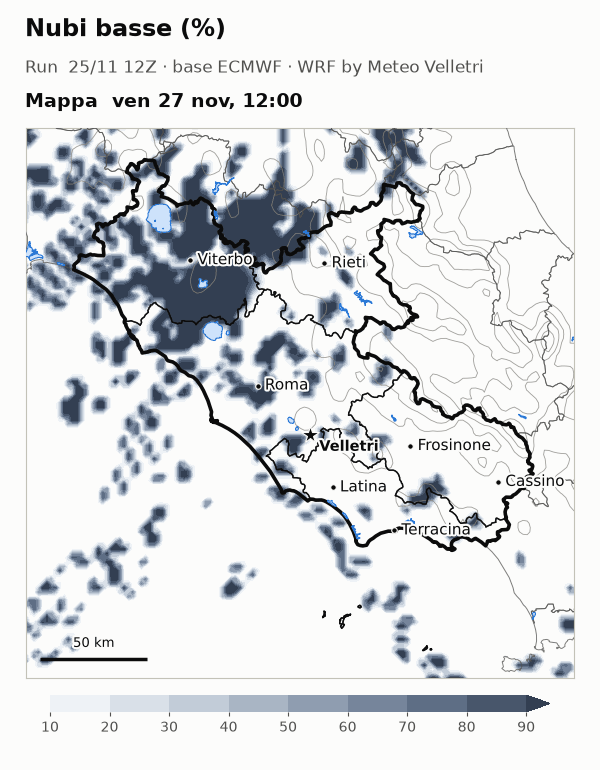 Nubi basse (%)
Run  25/11 12Z · base ECMWF · WRF by Meteo Velletri
Mappa  ven 27 nov, 12:00
Viterbo
Rieti
Roma
Velletri
Frosinone
Cassino
Latina
Terracina
50 km
10 20 30 40 50 60 70 80 90